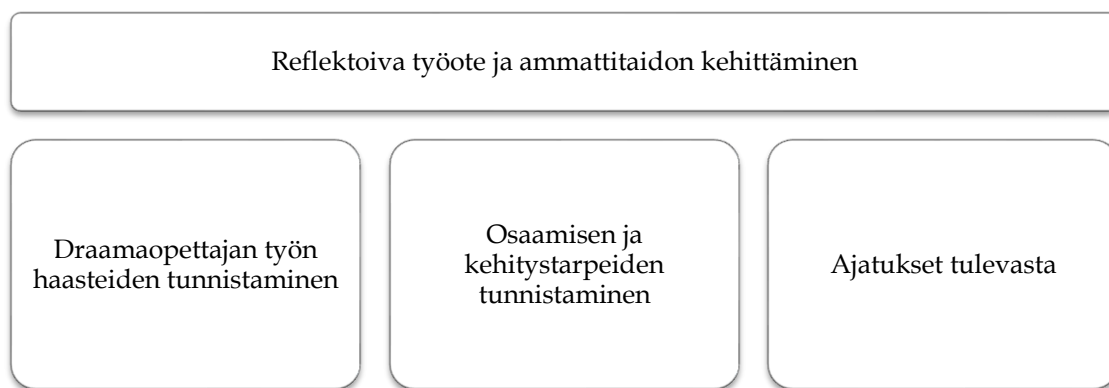 Reflektoiva työote ja ammattitaidon kehittäminen
Draamaopettajan työn
haasteiden tunnistaminen
Osaamisen ja
kehitystarpeiden
tunnistaminen
Ajatukset tulevasta